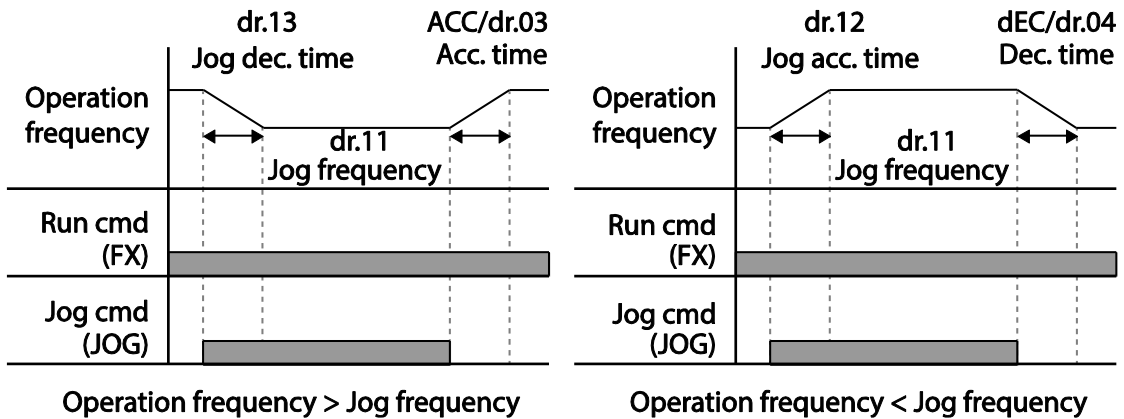 dr.13
Jog dec. time
ACC/dr.03
Acc. time
Operation
frequency
dr.11
Jog frequency
Run cmd
(FX)
Jog cmd
(JOG)
Operation frequency > Jog frequency
dr.12
Jog acc. time
dEC/dr.04
Dec. time
Operation
frequency
dr.11
Jog frequency
Run cmd
(FX)
Jog cmd
(JOG)
Operation frequency < Jog frequency